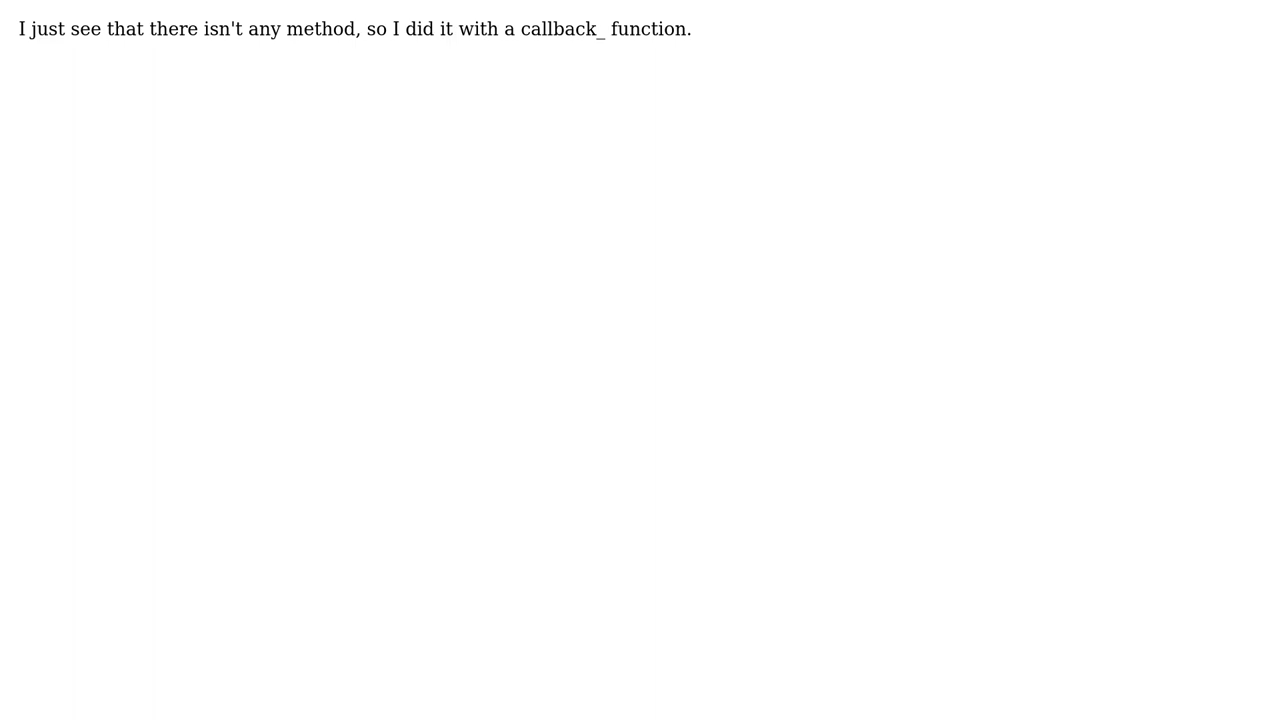 I just see that there isn't any method, so I did it with a callback_ function.